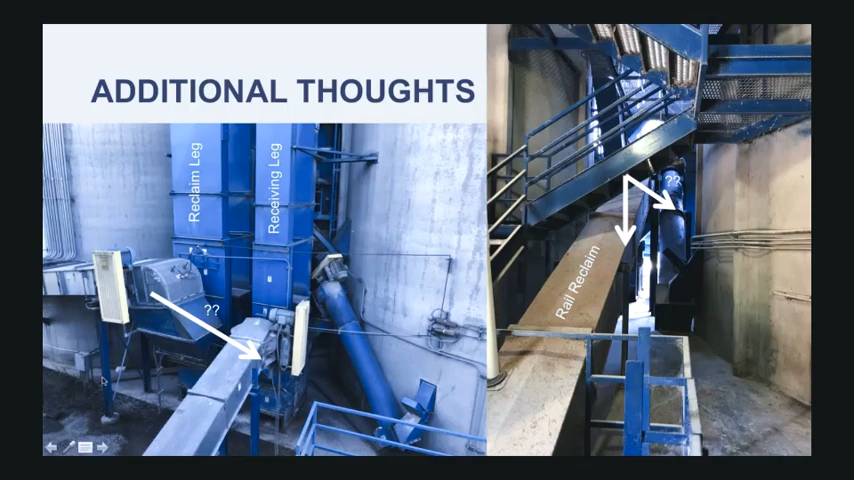 ADDITIONAL THOUGHTS
Reclaim Leg
Receiving Leg
??
??
Rail Reclaim